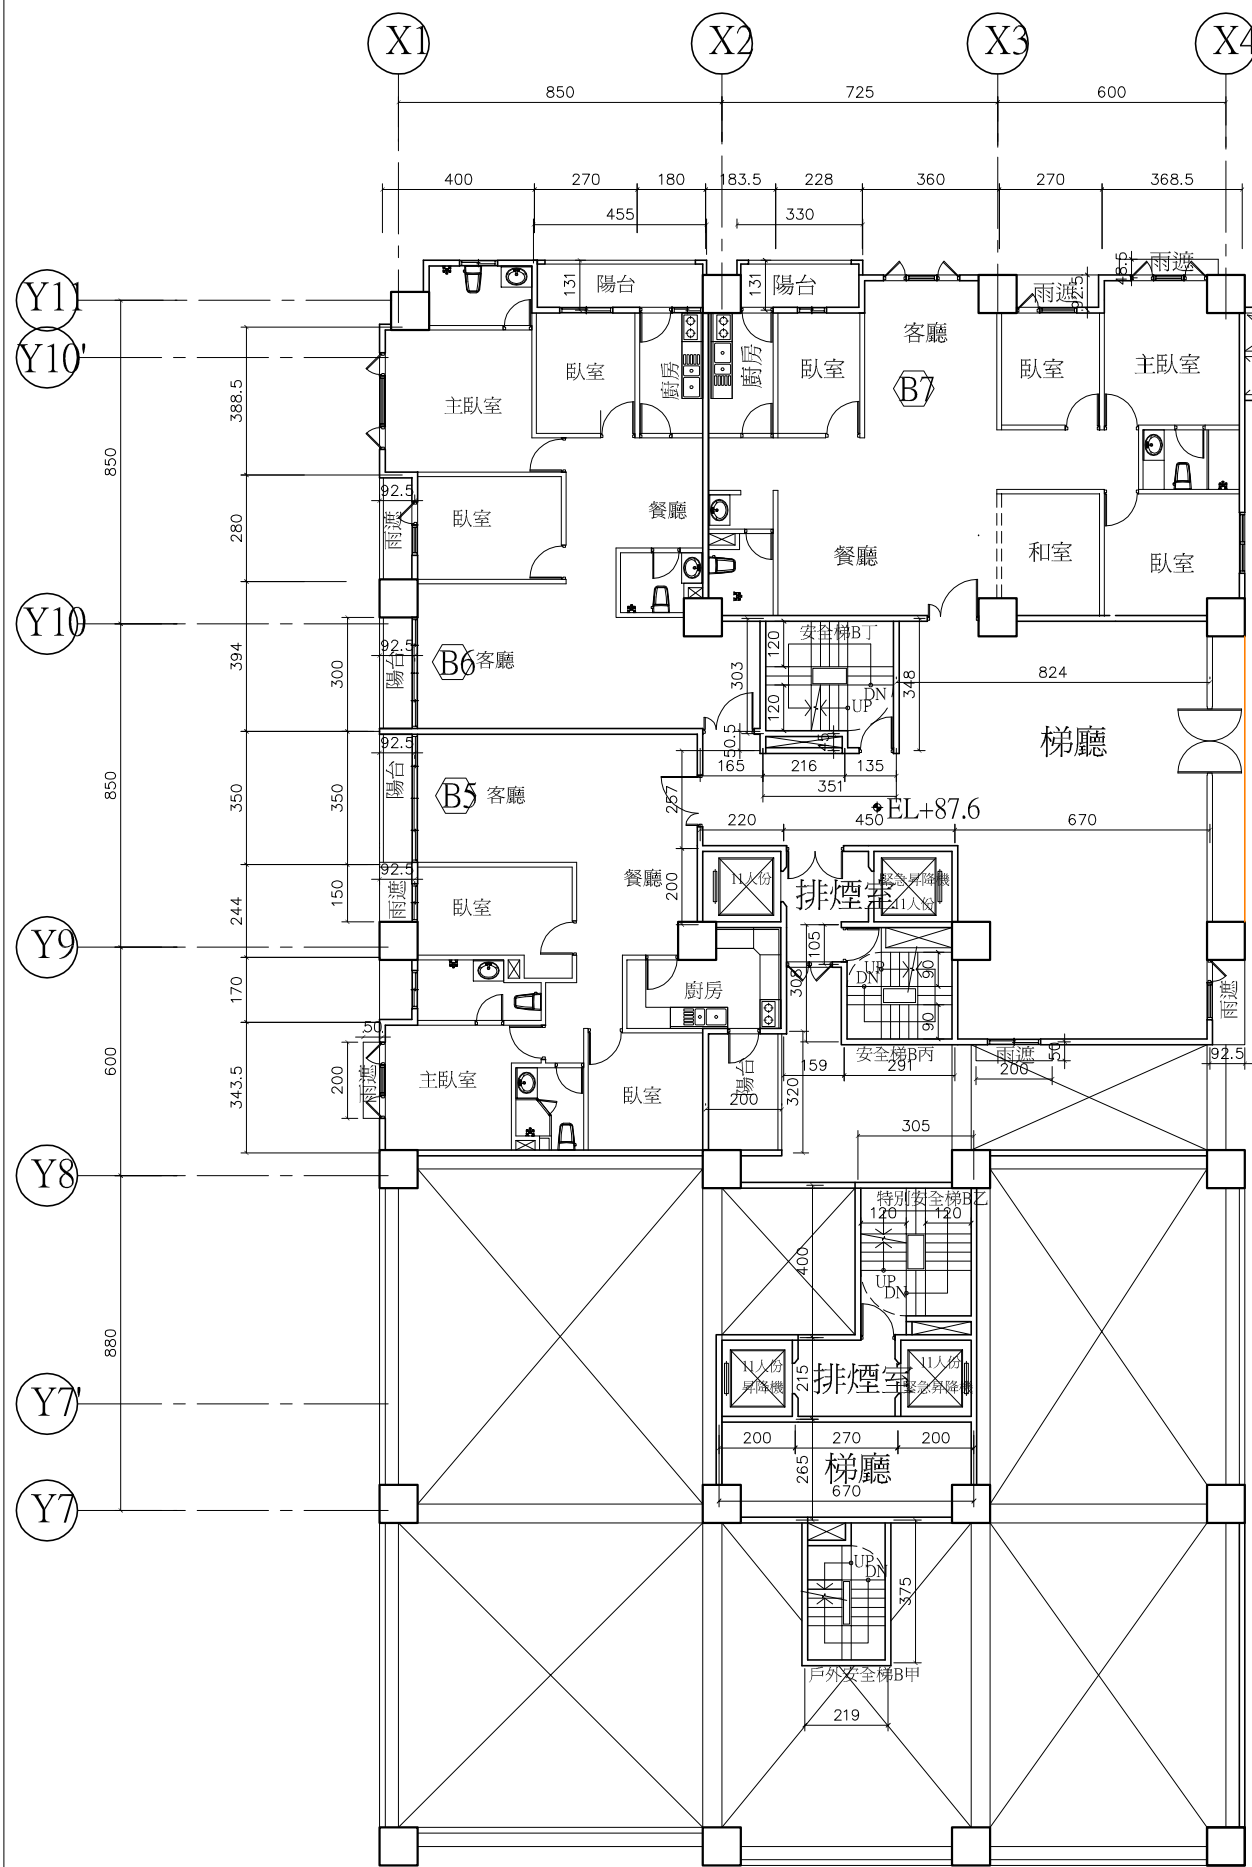 X1
X2
X3
X4
850
725
600
400
270
180
183.5
228
360
270
368.5
455
330
Y11
Y10'
Y10
Y9
Y8
Y7'
Y7
850
850
600
880
388.5
280
394
350
244
170
343.5
300
350
150
200
131
陽台
131
陽台
雨遮
92.5
雨遮
48.5
客廳
B7
臥室
廚房
廚房
臥室
臥室
主臥室
主臥室
92.5
雨遮
臥室
餐廳
餐廳
和室
臥室
92.5
陽台
B6
客廳
303
安全梯B丁
120
120
DN
UP
348
824
50.5
45
梯廳
165
216
135
351
92.5
陽台
B5
客廳
257
EL+87.6
220
450
670
92.5
雨遮
臥室
餐廳
200
11人份
排煙室
緊急昇降機
11人份
105
308
UP
DN
90
90
廚房
安全梯B丙
雨遮
50
200
雨遮
92.5
50
雨遮
主臥室
臥室
陽台
200
159
291
320
305
特別安全梯B乙
120
120
400
UP
DN
11人份
昇降機
排煙室
215
11人份
緊急昇降機
200
270
200
265
梯廳
670
UP
DN
375
戶外安全梯B甲
219